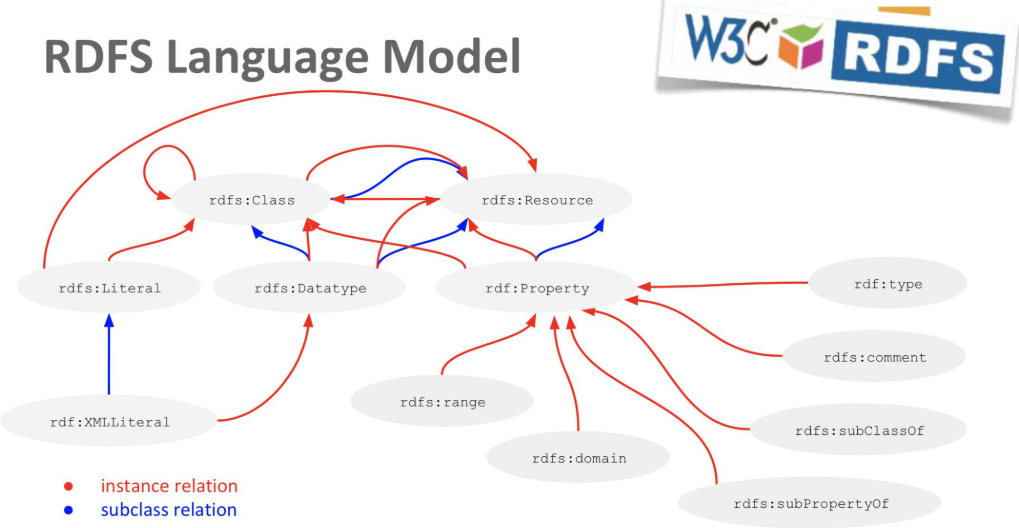 RDFS Language Model
W3C RDFS
rdfs:Class
rdfs:Resource
rdfs:Literal
rdfs:Datatype
rdf:Property
rdf:type
rdfs:comment
rdfs:range
rdf:XMLLiteral
rdfs:subClassOf
rdfs:domain
instance relation
subclass relation
rdfs:subPropertyOf